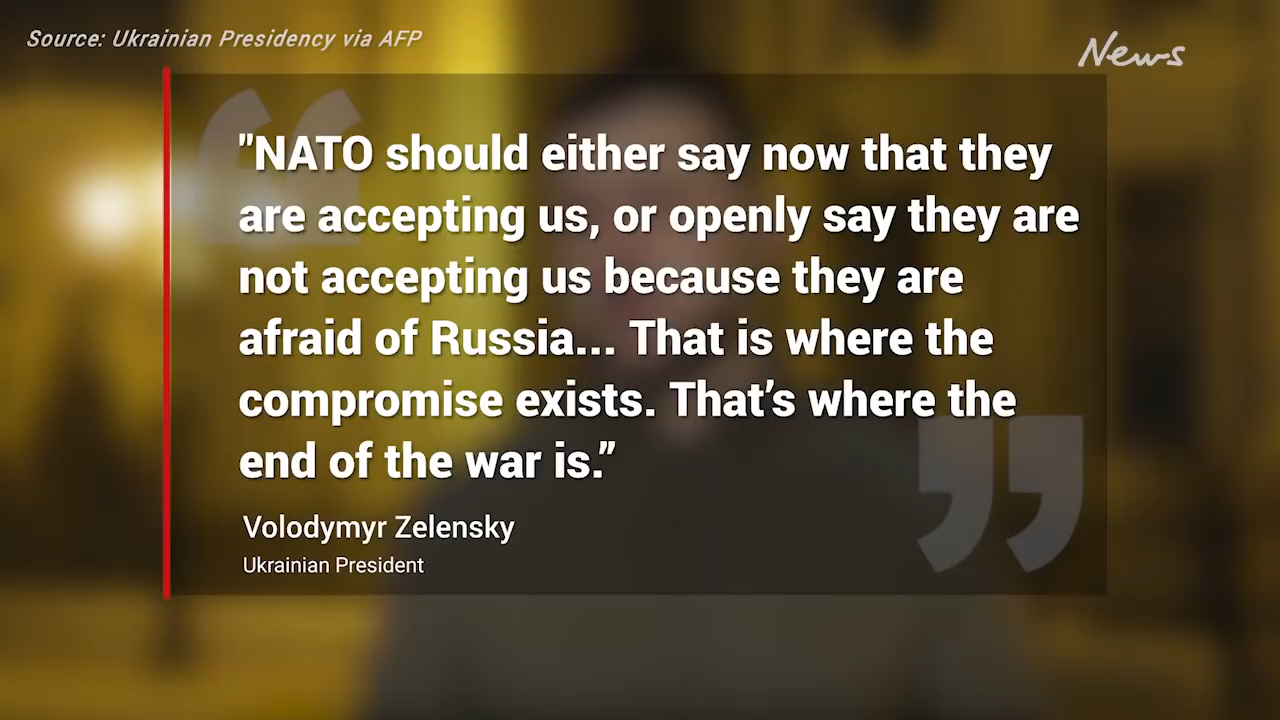 Source: Ukrainian Presidency via AFP
News
"NATO should either say now that they
are accepting us, or openly say they are
not accepting us because they are
afraid of Russia... That is where the
compromise exists. That’s where the
end of the war is.”
Volodymyr Zelensky
Ukrainian President